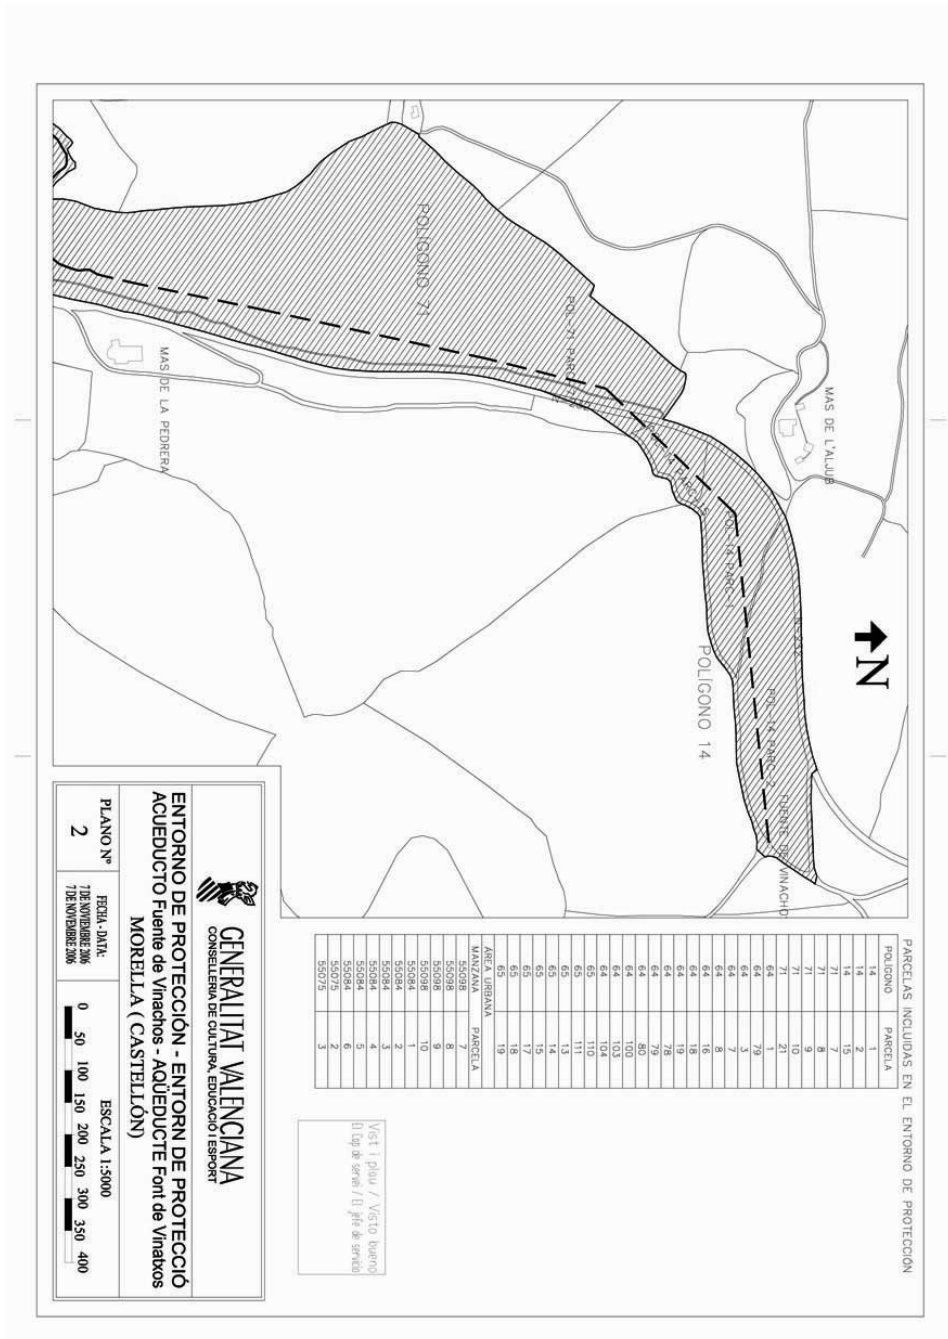 N
MAS DE L'ALJUB
N-232
POLÍGONO 71
POL-71 PARC-
POL-14 PARC-15
POL-14 PARC-1
POL-14 PARC-2
FUENTE DE VINACHO
POLÍGONO 14
MAS DE LA PEDRERA
PARCELAS INCLUIDAS EN EL ENTORNO DE PROTECCIÓN
POLÍGONO PARCELA
14 1
14 2
14 15
71 7
71 8
71 9
71 10
71 21
64 1
64 79
64 3
64 7
64 8
64 16
64 18
64 19
64 78
64 79
64 80
64 100
64 103
64 104
65 110
65 111
65 13
65 14
65 15
65 17
65 18
65 19
ÁREA URBANA
MANZANA PARCELA
55098 7
55098 8
55098 9
55098 10
55084 1
55084 2
55084 3
55084 4
55084 5
55084 6
55075 2
55075 3
Vist i plau / Visto bueno
El Cap de servei / El jefe de servicio
GENERALITAT VALENCIANA
CONSELLERIA DE CULTURA, EDUCACIÓ I ESPORT
ENTORNO DE PROTECCIÓN - ENTORN DE PROTECCIÓ
ACUEDUCTO Fuente de Vinachos - AQÜEDUCTE Font de Vinatxos
MORELLA ( CASTELLÓN)
PLANO Nº
2
FECHA - DATA:
7 DE NOVIEMBRE 2006
7 DE NOVEMBRE 2006
ESCALA 1:5000
0 50 100 150 200 250 300 350 400